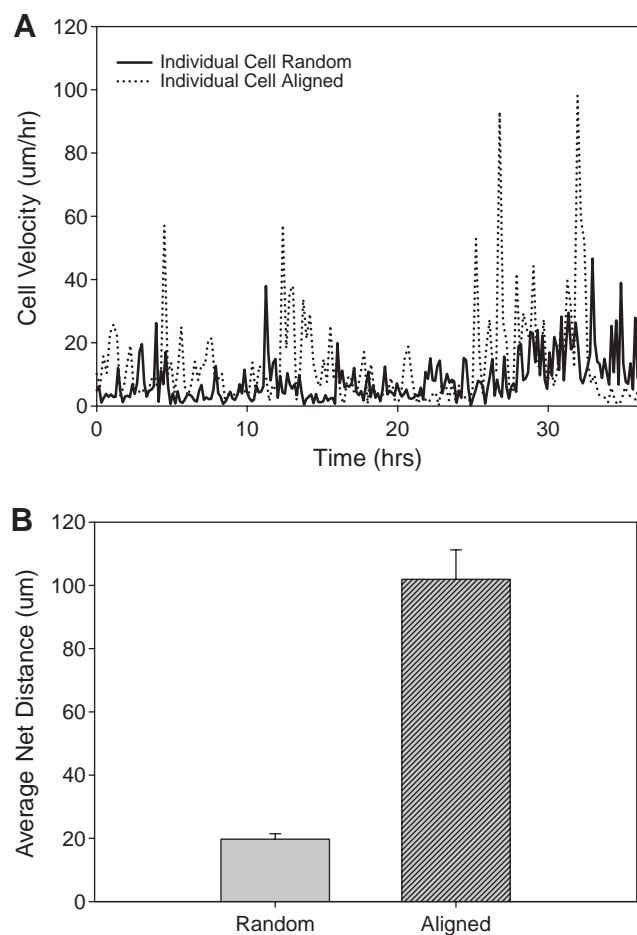 A
120
100
80
60
40
20
0
Cell Velocity (um/hr)
Individual Cell Random
Individual Cell Aligned
0 10 20 30
Time (hrs)
B
120
100
80
60
40
20
0
Average Net Distance (um)
Random Aligned